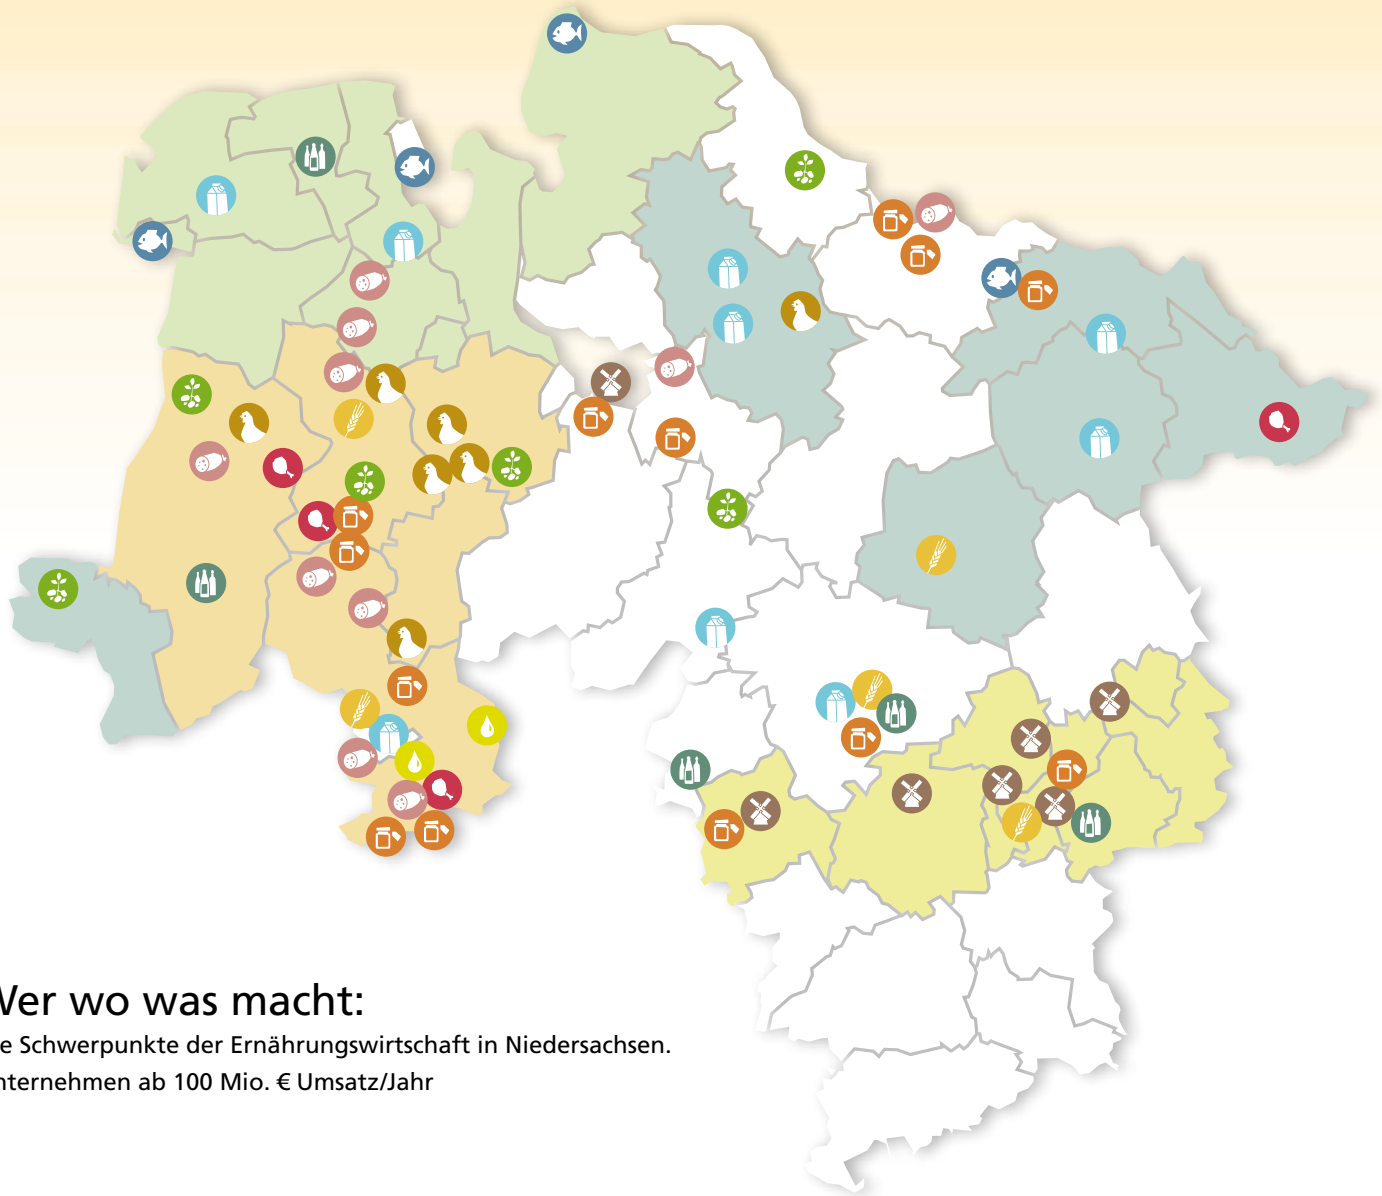 Wer wo was macht:
e Schwerpunkte der Ernährungswirtschaft in Niedersachsen.
nternehmen ab 100 Mio. € Umsatz/Jahr